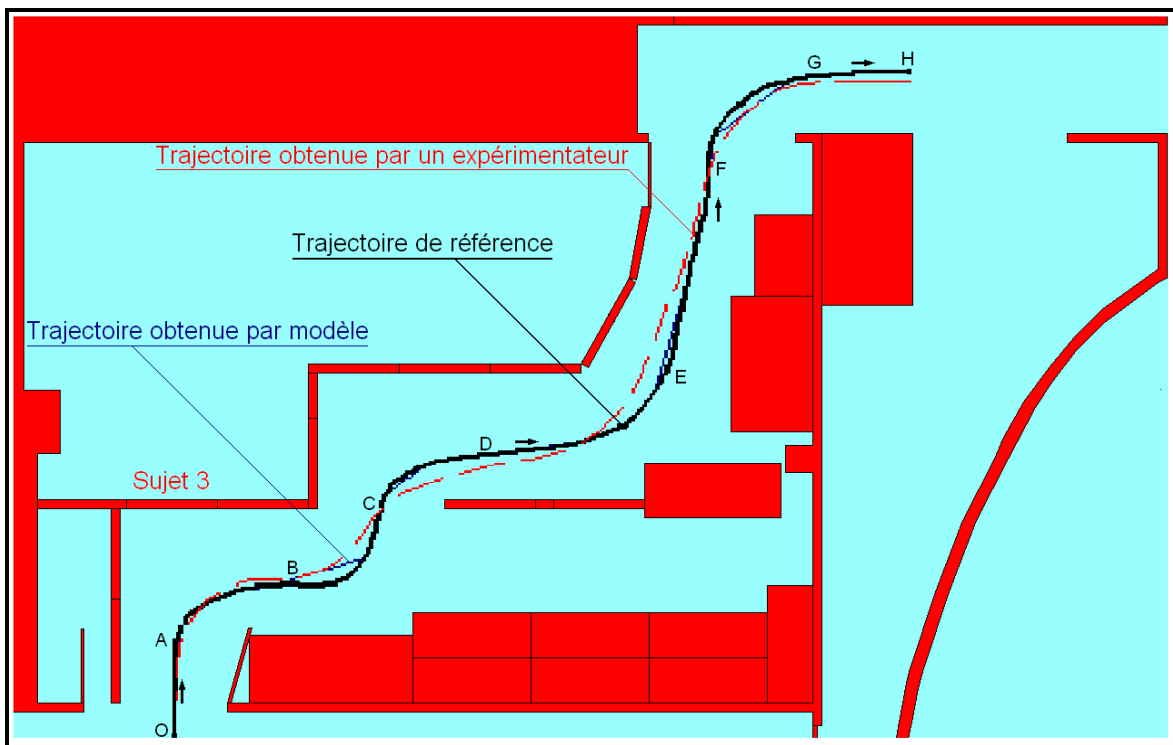 G
H
Trajectoire obtenue par un expérimentateur
F
Trajectoire de référence
Trajectoire obtenue par modèle
E
D
Sujet 3
C
B
A
O